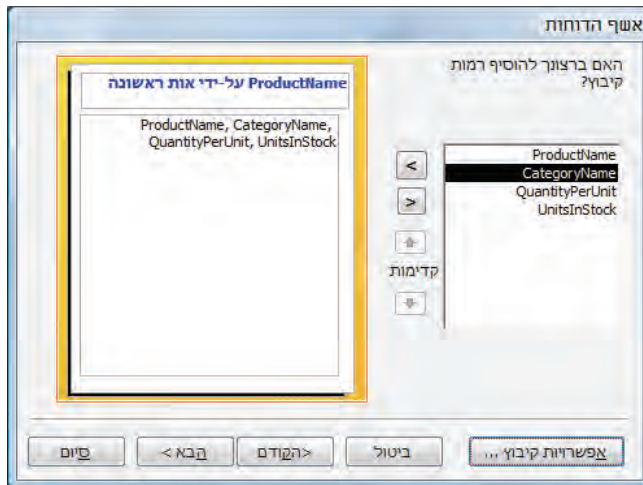 אשף הדוחות
האם ברצונך להוסיף רמות
קיבוץ?
ProductName
CategoryName
QuantityPerUnit
UnitsInStock
<
>
קדימות
ProductName על-ידי אות ראשונה
ProductName, CategoryName,
QuantityPerUnit, UnitsInStock
אפשרויות קיבוץ ...
ביטול
<הקודם
הבא >
סיום